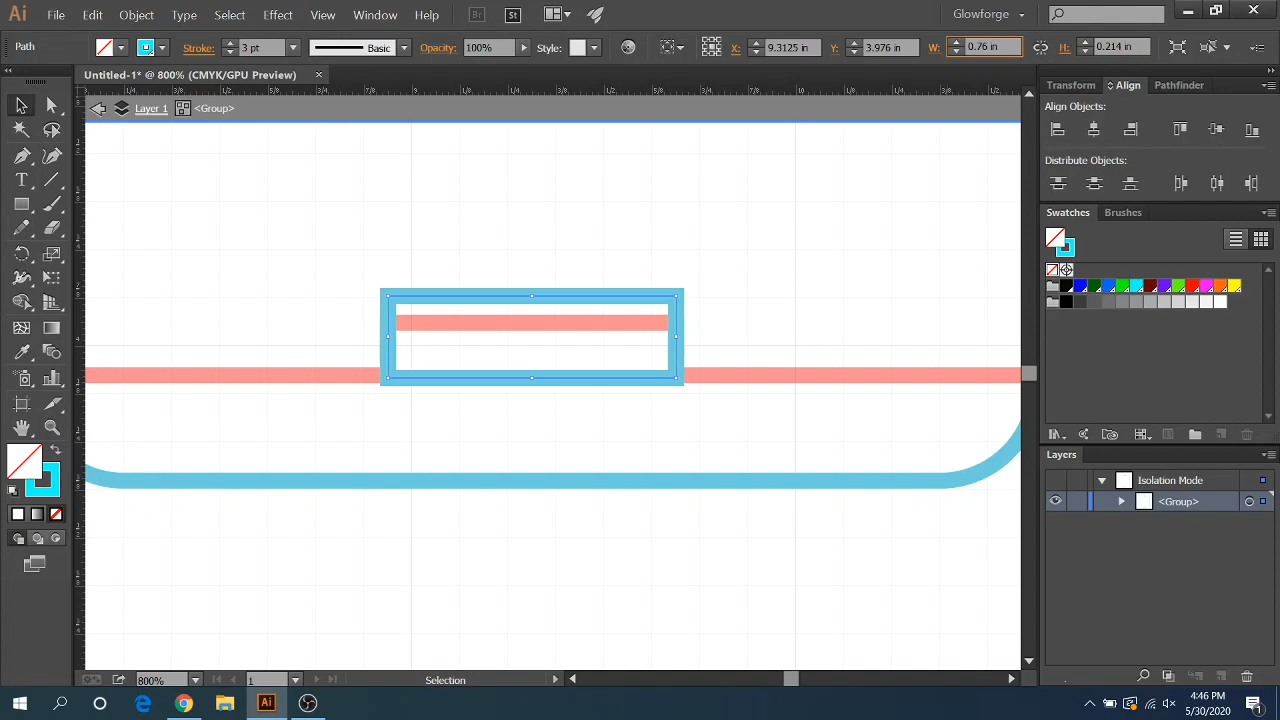 Ai File Edit Object Type Select Effect View Window Help Br St Glowforge
Path Stroke: 3 pt Basic Opacity: 100% Style: X: 9.3125 in Y: 3.976 in W: 0.76 in H: 0.214 in
Untitled-1* @ 800% (CMYK/GPU Preview)
Layer 1 <Group>
Transform Align Pathfinder
Align Objects:
Distribute Objects:
Swatches Brushes
Layers
Isolation Mode
<Group>
800% 1 Selection
Ai 4:46 PM
5/30/2020